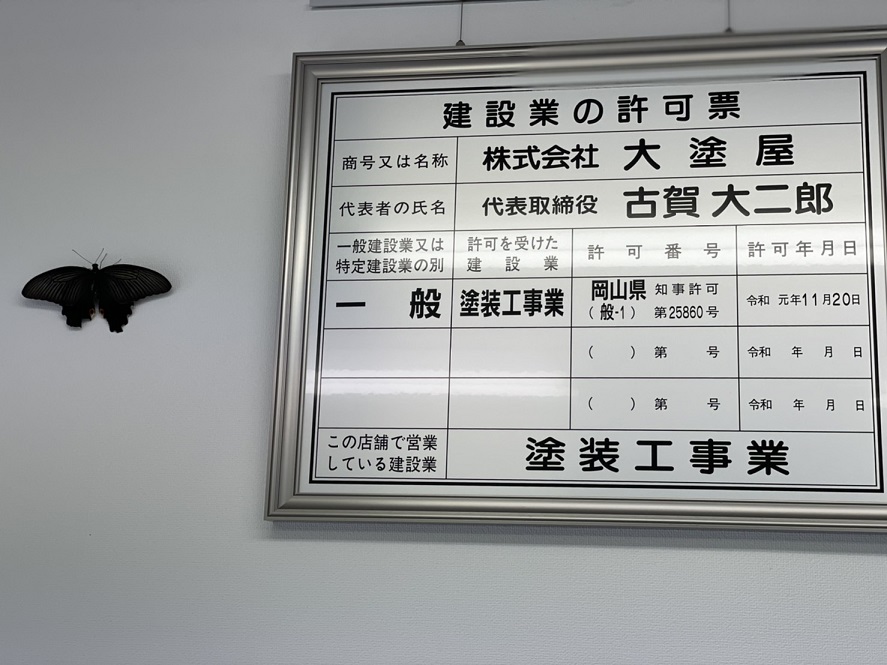 建設業の許可票
商号又は名称 株式会社 大塗屋
代表者の氏名 代表取締役 古賀大二郎
一般建設業又は特定建設業の別 許可を受けた建設業 許可番号 許可年月日
一般 塗装工事業 岡山県知事許可(般-1)第25860号 令和元年11月20日
( )第 号 令和 年 月 日
( )第 号 令和 年 月 日
この店舗で営業している建設業 塗装工事業